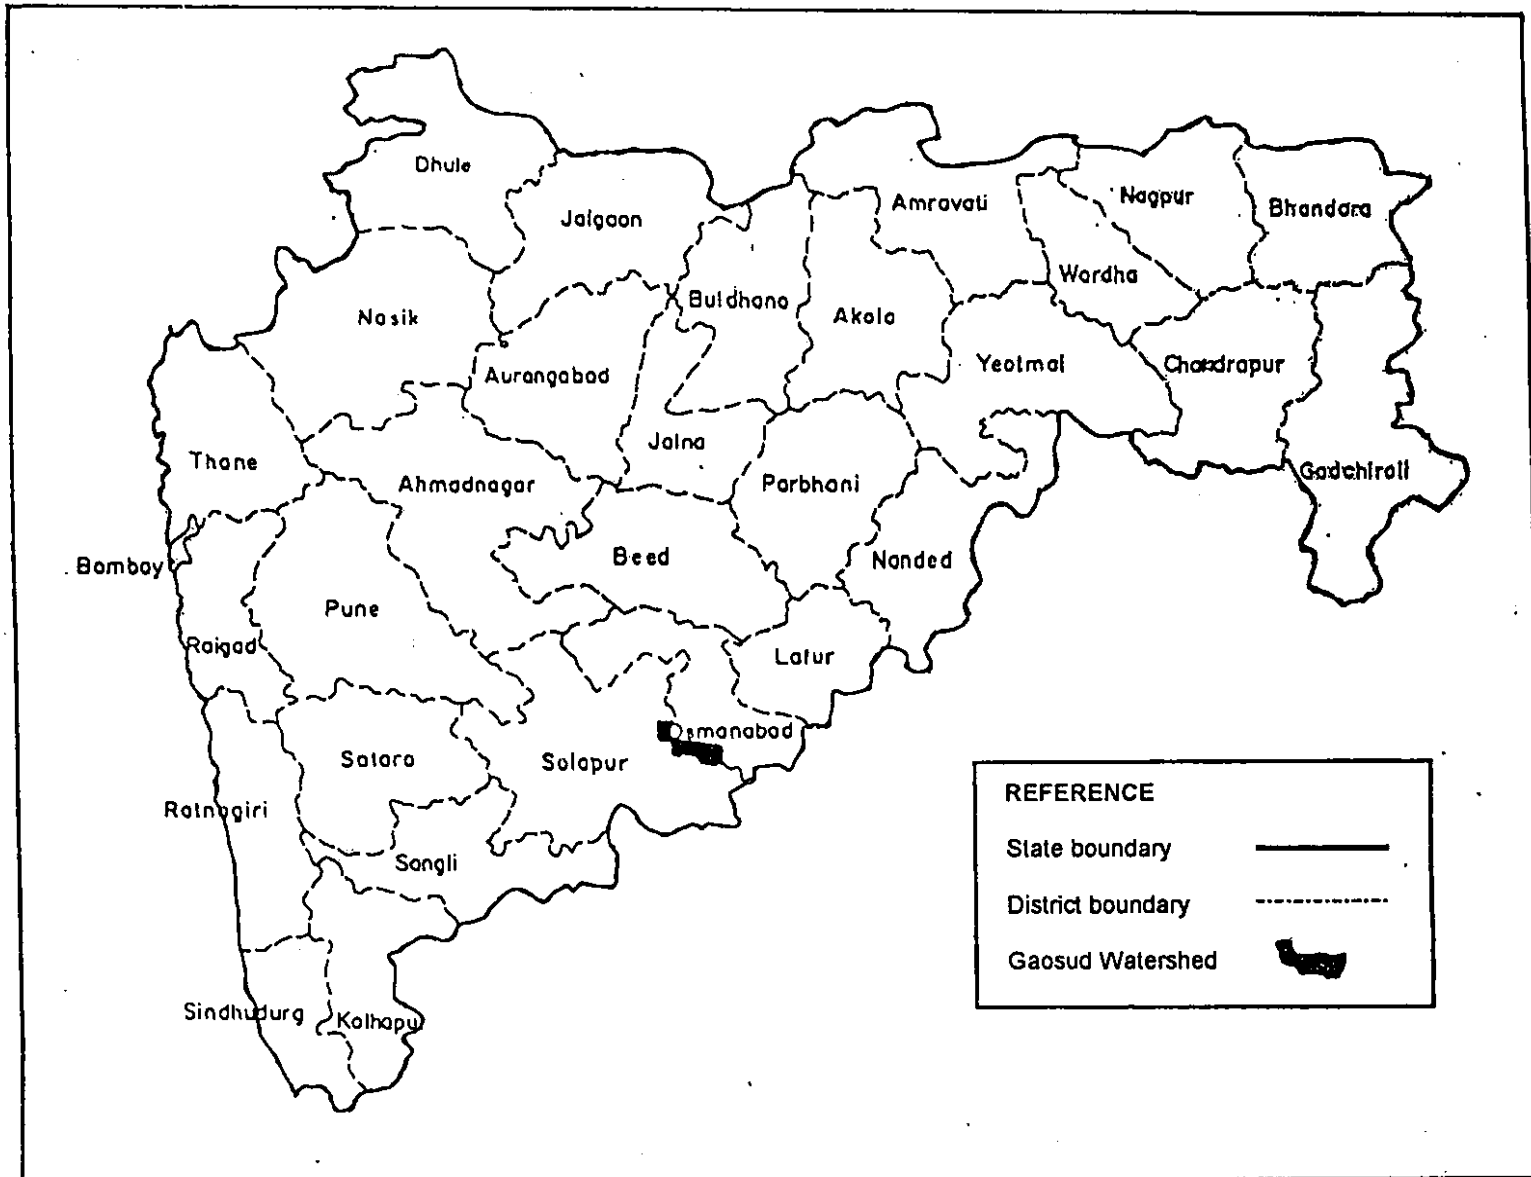 Dhule
Jalgaon
Amravati
Nagpur
Bhandara
Nasik
Buldhana
Akola
Wardha
Aurangabad
Yeotmal
Chandrapur
Thane
Ahmadnagar
Jalna
Parbhani
Gadchiroli
Bombay
Beed
Nanded
Pune
Raigad
Latur
Osmanabad
Satara
Solapur
Ratnagiri
Sangli
Sindhudurg
Kolhapur
REFERENCE
State boundary
District boundary
Gaosud Watershed